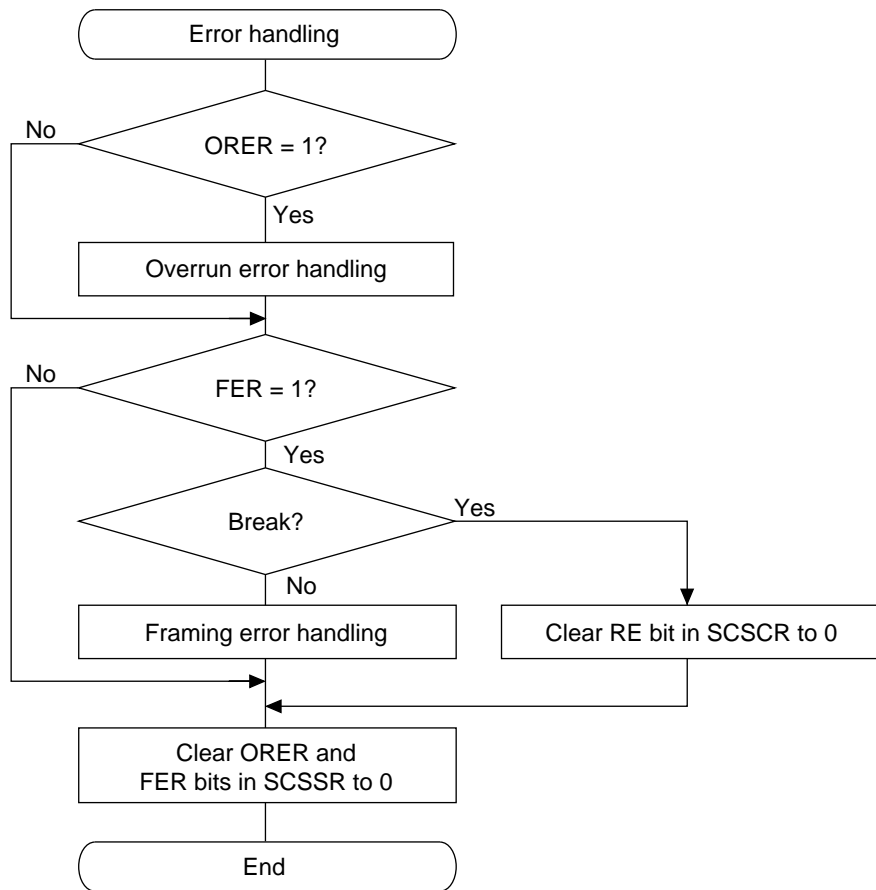 Error handling
No
ORER = 1?
Yes
Overrun error handling
No
FER = 1?
Yes
Break?
Yes
No
Framing error handling
Clear RE bit in SCSCR to 0
Clear ORER and
FER bits in SCSSR to 0
End